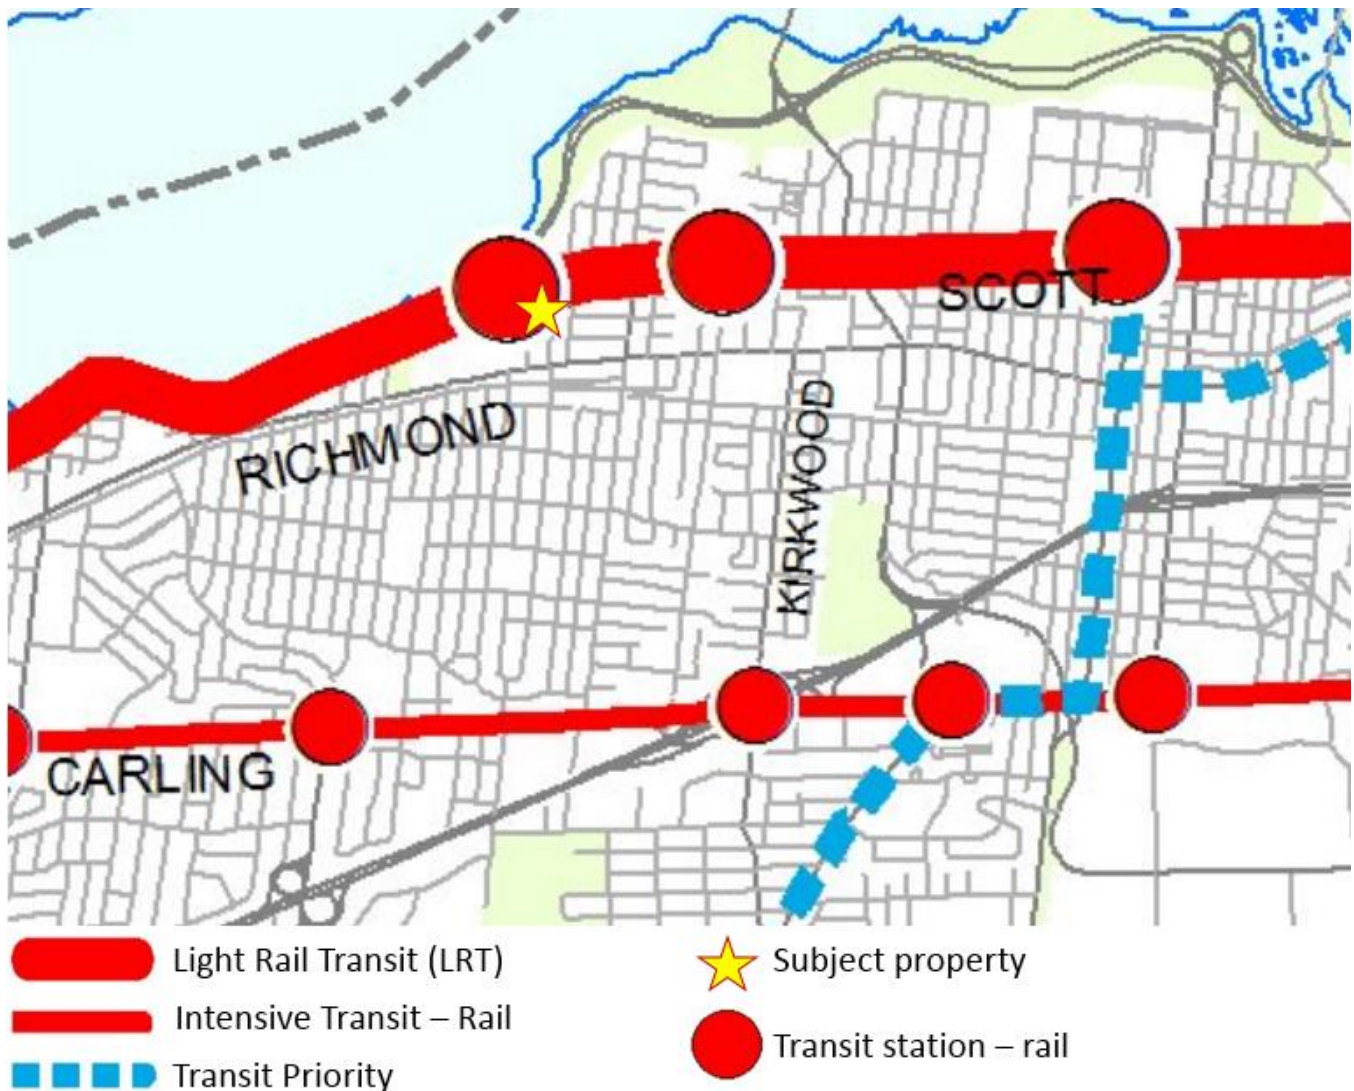 SCOTT
RICHMOND
KIRKWOOD
CARLING
Light Rail Transit (LRT)
Subject property
Intensive Transit – Rail
Transit station – rail
Transit Priority